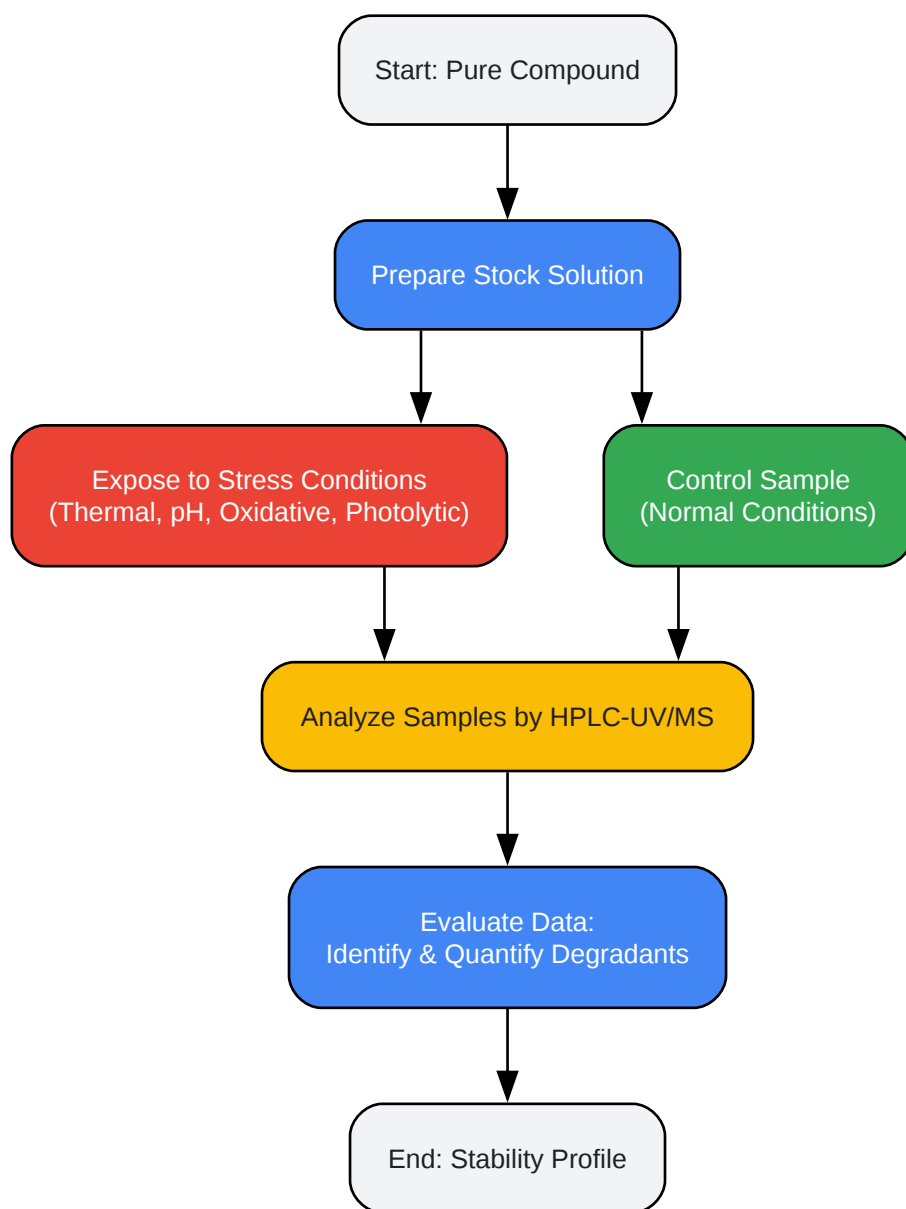 Start: Pure Compound
Prepare Stock Solution
Expose to Stress Conditions
(Thermal, pH, Oxidative, Photolytic)
Control Sample
(Normal Conditions)
Analyze Samples by HPLC-UV/MS
Evaluate Data:
Identify & Quantify Degradants
End: Stability Profile